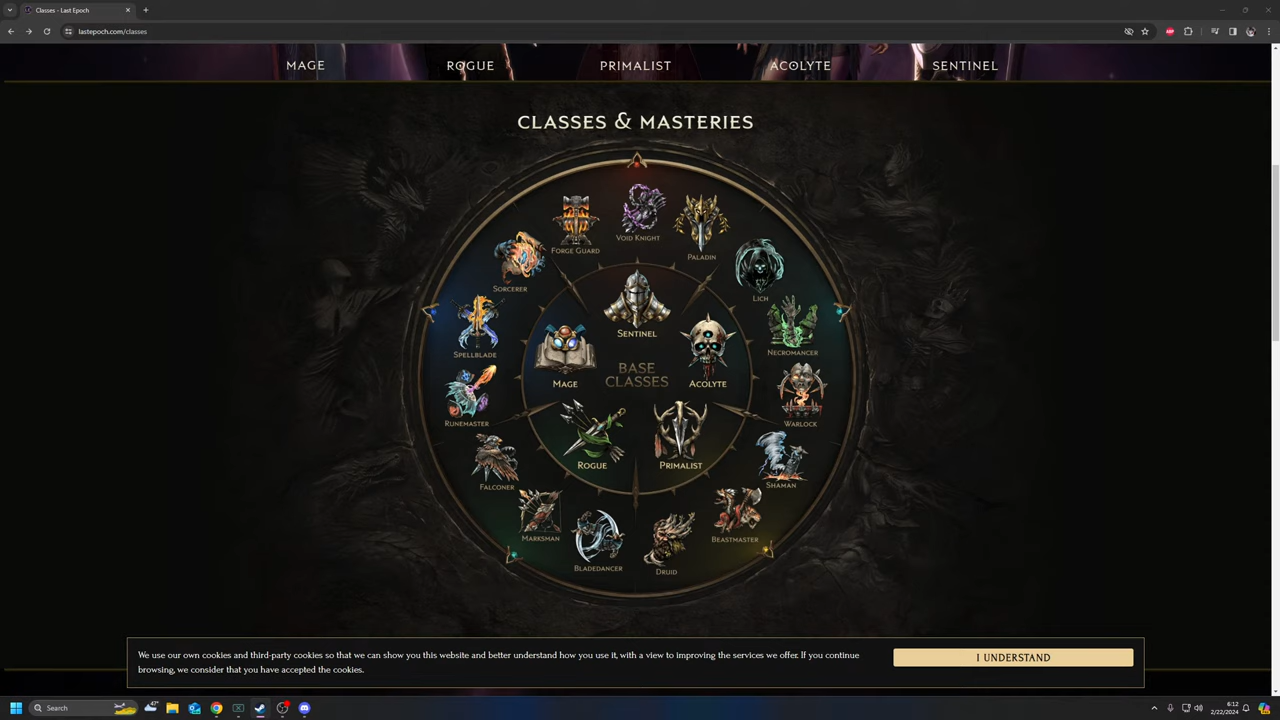 Classes - Last Epoch
lastepoch.com/classes
MAGE
ROGUE
PRIMALIST
ACOLYTE
SENTINEL
CLASSES & MASTERIES
VOID KNIGHT
FORGE GUARD
PALADIN
SORCERER
LICH
SENTINEL
SPELLBLADE
NECROMANCER
MAGE
BASE
CLASSES
ACOLYTE
RUNEMASTER
WARLOCK
ROGUE
PRIMALIST
FALCONER
SHAMAN
MARKSMAN
BEASTMASTER
BLADEDANCER
DRUID
We use our own cookies and third-party cookies so that we can show you this website and better understand how you use it, with a view to improving the services we offer. If you continue
browsing, we consider that you have accepted the cookies.
I UNDERSTAND
Search
47°
6:12
2/22/2024